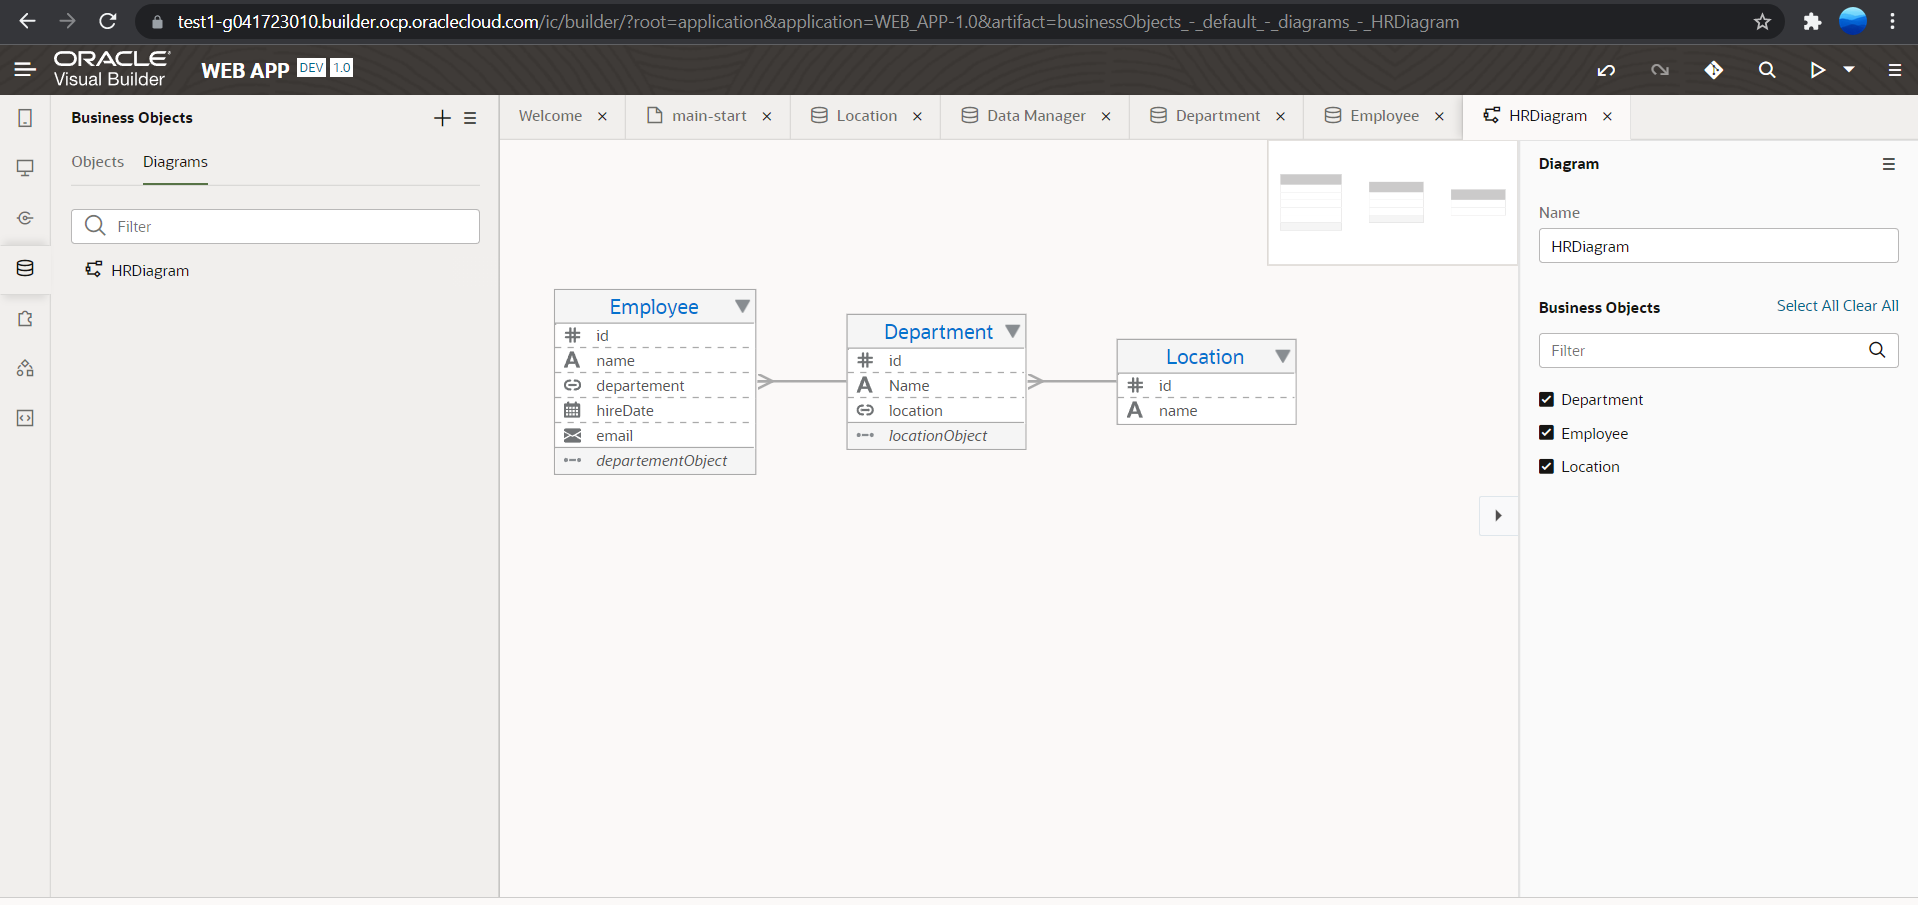 test1-g041723010.builder.ocp.oraclecloud.com/ic/builder/?root=application&application=WEB_APP-1.0&artifact=businessObjects_-_default_-_diagrams_-_HRDiagram
ORACLE
Visual Builder
WEB APP DEV 1.0
Business Objects
Objects Diagrams
Filter
HRDiagram
Welcome main-start Location Data Manager Department Employee HRDiagram
Employee
id
name
departement
hireDate
email
departementObject
Department
id
Name
location
locationObject
Location
id
name
Diagram
Name
HRDiagram
Business Objects Select All Clear All
Filter
Department
Employee
Location